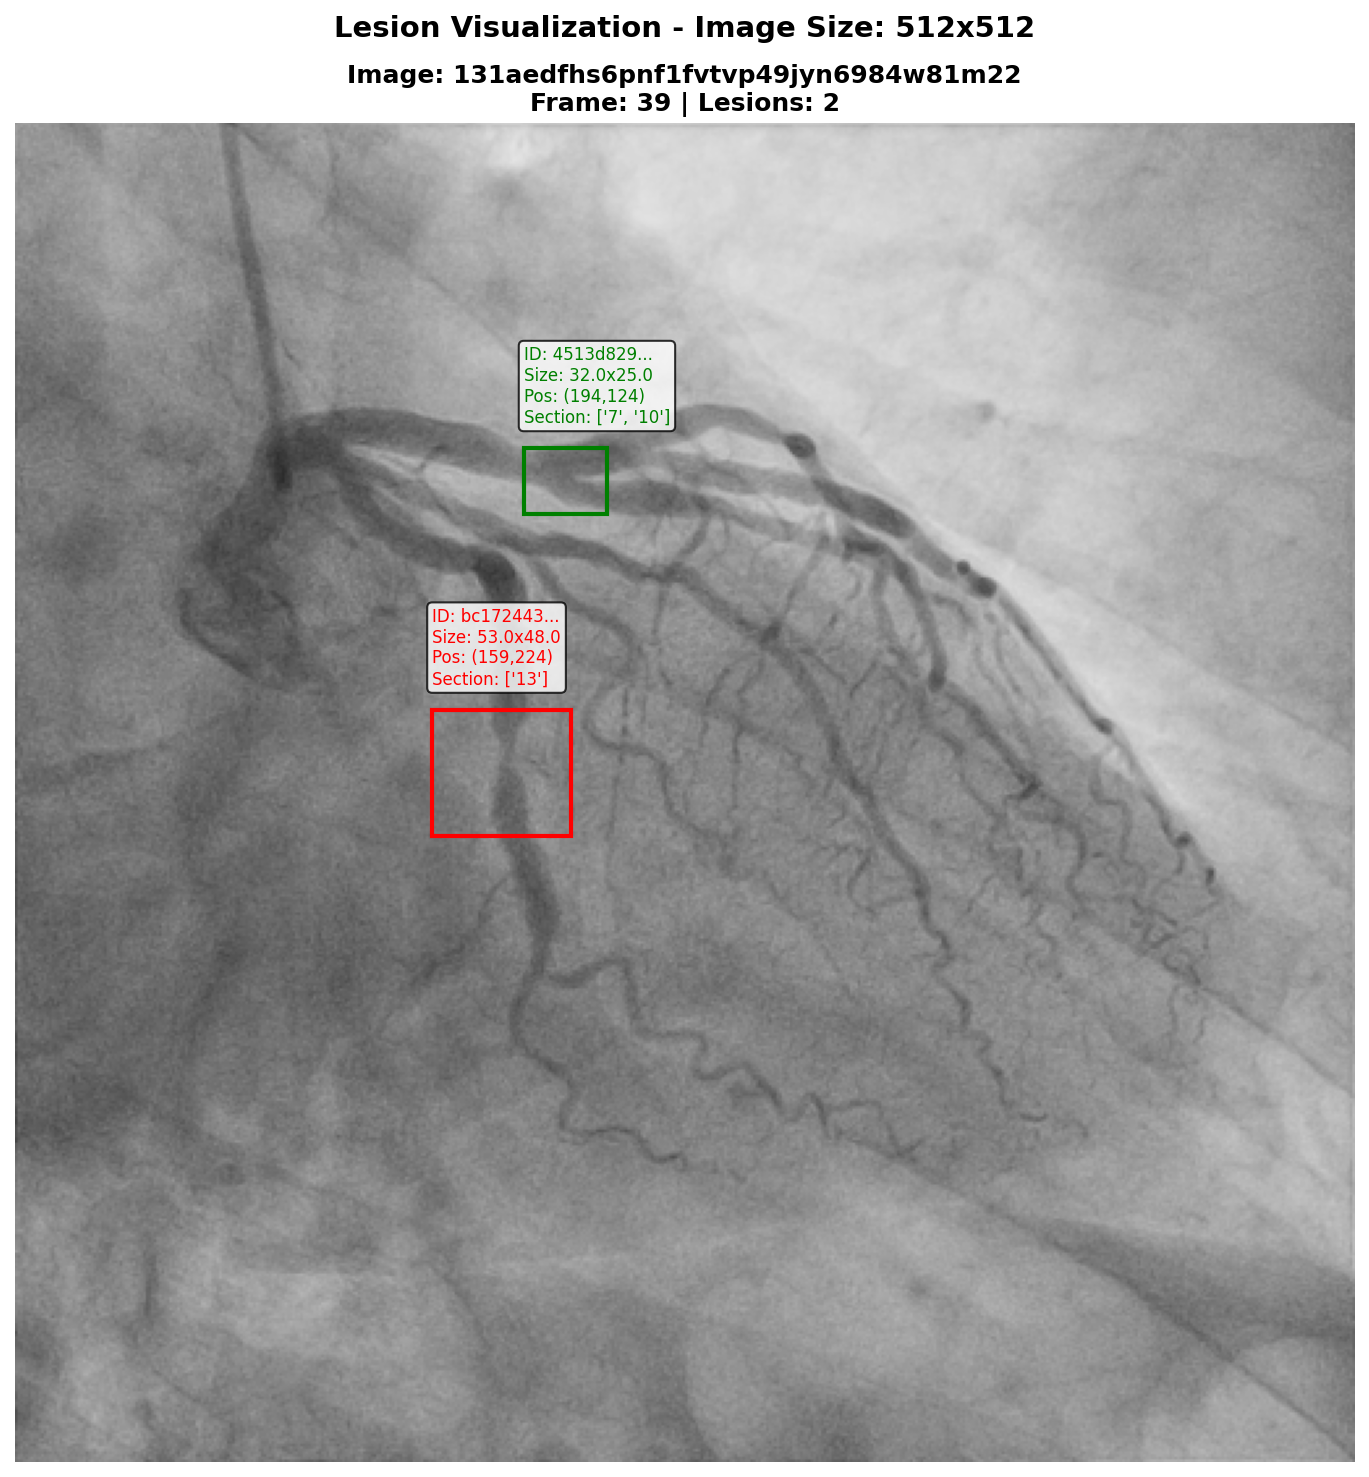 Lesion Visualization - Image Size: 512x512
Image: 131aedfhs6pnf1fvtvp49jyn6984w81m22
Frame: 39 | Lesions: 2
ID: 4513d829...
Size: 32.0x25.0
Pos: (194,124)
Section: ['7', '10']
ID: bc172443...
Size: 53.0x48.0
Pos: (159,224)
Section: ['13']